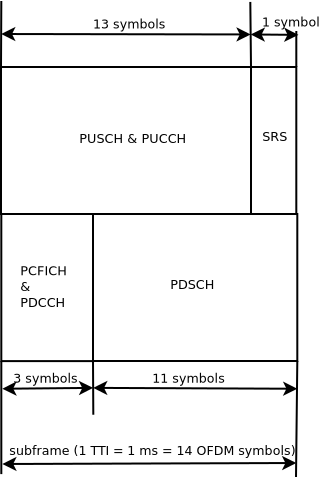 13 symbols
1 symbol
PUSCH & PUCCH
SRS
PCFICH
&
PDCCH
PDSCH
3 symbols
11 symbols
subframe (1 TTI = 1 ms = 14 OFDM symbols)